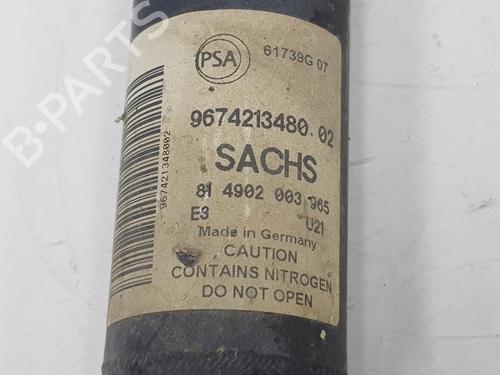 PSA
61739G 07
9674213480.02
SACHS
81 4902 003 965
E3
U21
Made in Germany
CAUTION
CONTAINS NITROGEN
DO NOT OPEN
967421348002
B-PARTS